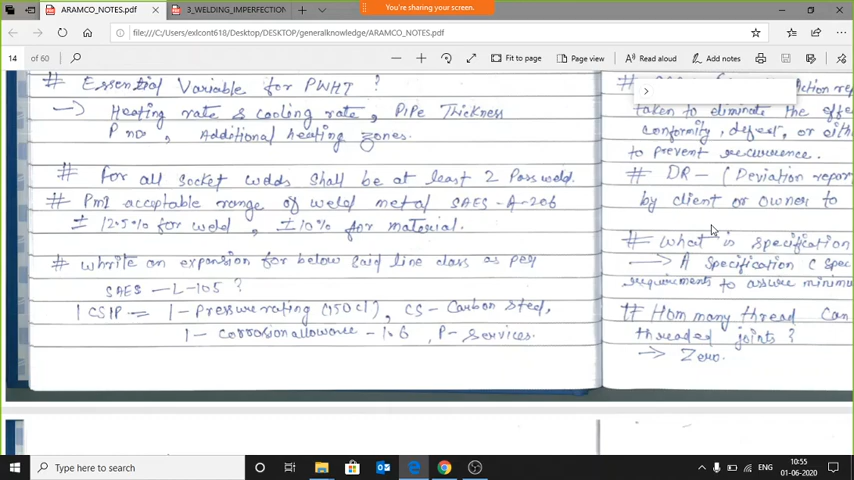 ARAMCO_NOTES.pdf
3_WELDING_IMPERFECTION
You're sharing your screen.
file:///C:/Users/exlcont618/Desktop/DESKTOP/generalknowledge/ARAMCO_NOTES.pdf
14 of 60
Fit to page
Page view
Read aloud
Add notes
# Essential Variable for PWHT ?
→ Heating rate & cooling rate, Pipe Thickness
P no, Additional heating zones.
# For all socket welds shall be at least 2 Pass weld.
# Pmi acceptable range of weld metal SAES-A-206
± 12.5% for weld, ±10% for material.
# Whrite an expansion for below said line class as per
SAES-L-105 ?
1CS1P = 1-Pressure rating (150Cl), CS-Carbon steel,
1-Corrosion allowance-1.6, P-Services.
#
ction rep
taken to eliminate the effe
conformity, defect, or oth
to prevent recurrence.
# DR- (Deviation report
by client or owner to
# What is specification
→ A Specification (spec
requirements to assure minimu
# How many thread can
threaded joints ?
→ Zero.
Type here to search
ENG
10:55
01-06-2020